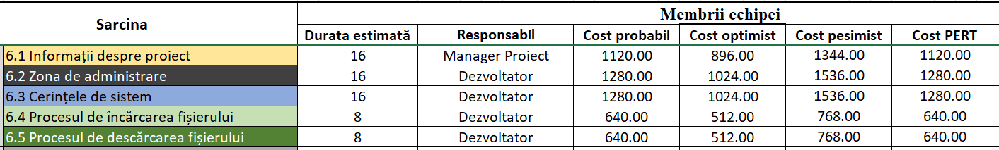 Sarcina Membrii echipei
Durata estimată Responsabil Cost probabil Cost optimist Cost pesimist Cost PERT
6.1 Informații despre proiect 16 Manager Proiect 1120.00 896.00 1344.00 1120.00
6.2 Zona de administrare 16 Dezvoltator 1280.00 1024.00 1536.00 1280.00
6.3 Cerințele de sistem 16 Dezvoltator 1280.00 1024.00 1536.00 1280.00
6.4 Procesul de încărcarea fișierului 8 Dezvoltator 640.00 512.00 768.00 640.00
6.5 Procesul de descărcarea fișierului 8 Dezvoltator 640.00 512.00 768.00 640.00